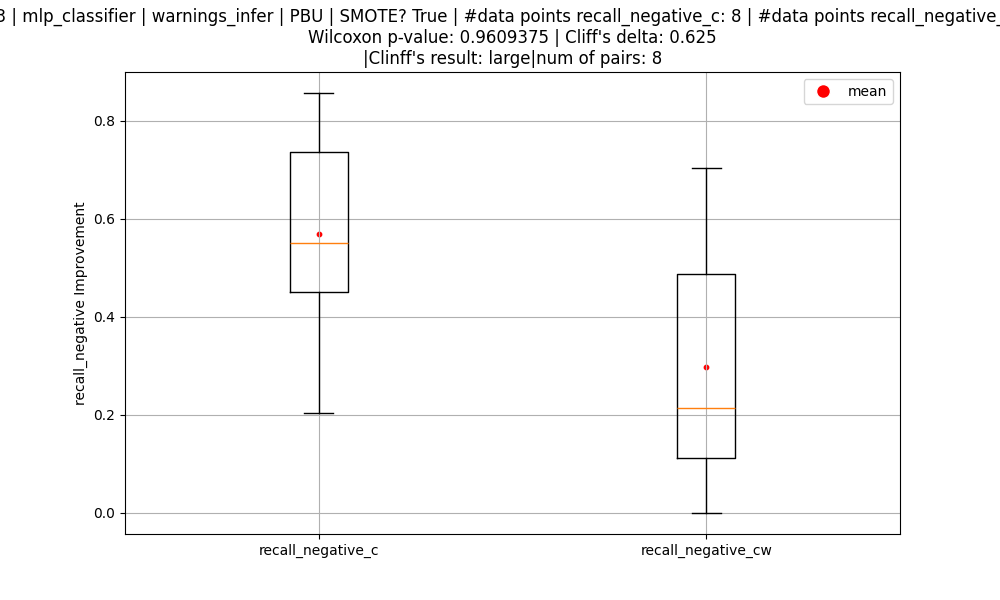 3 | mlp_classifier | warnings_infer | PBU | SMOTE? True | #data points recall_negative_c: 8 | #data points recall_negative_
Wilcoxon p-value: 0.9609375 | Cliff's delta: 0.625
|Clinff's result: large|num of pairs: 8
mean
recall_negative Improvement
0.8
0.6
0.4
0.2
0.0
recall_negative_c
recall_negative_cw